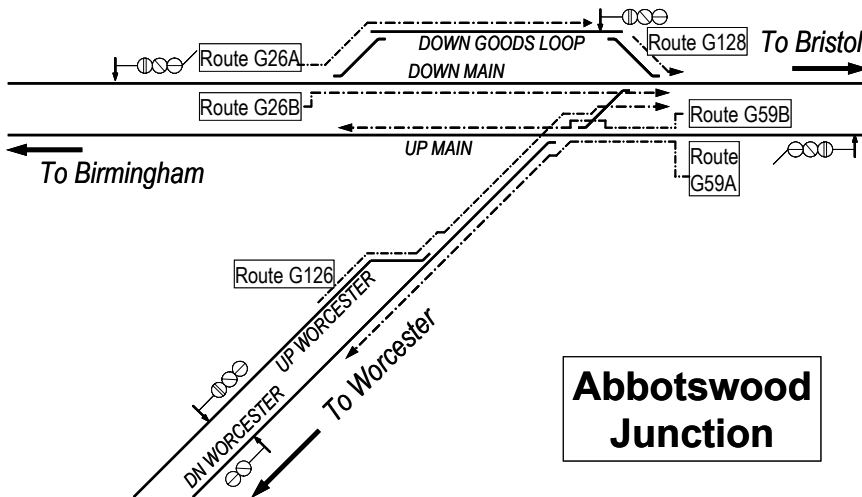 DOWN GOODS LOOP
Route G26A
Route G128
To Bristol
DOWN MAIN
Route G26B
Route G59B
UP MAIN
To Birmingham
Route
G59A
Route G126
UP WORCESTER
DN WORCESTER
To Worcester
Abbotswood
Junction